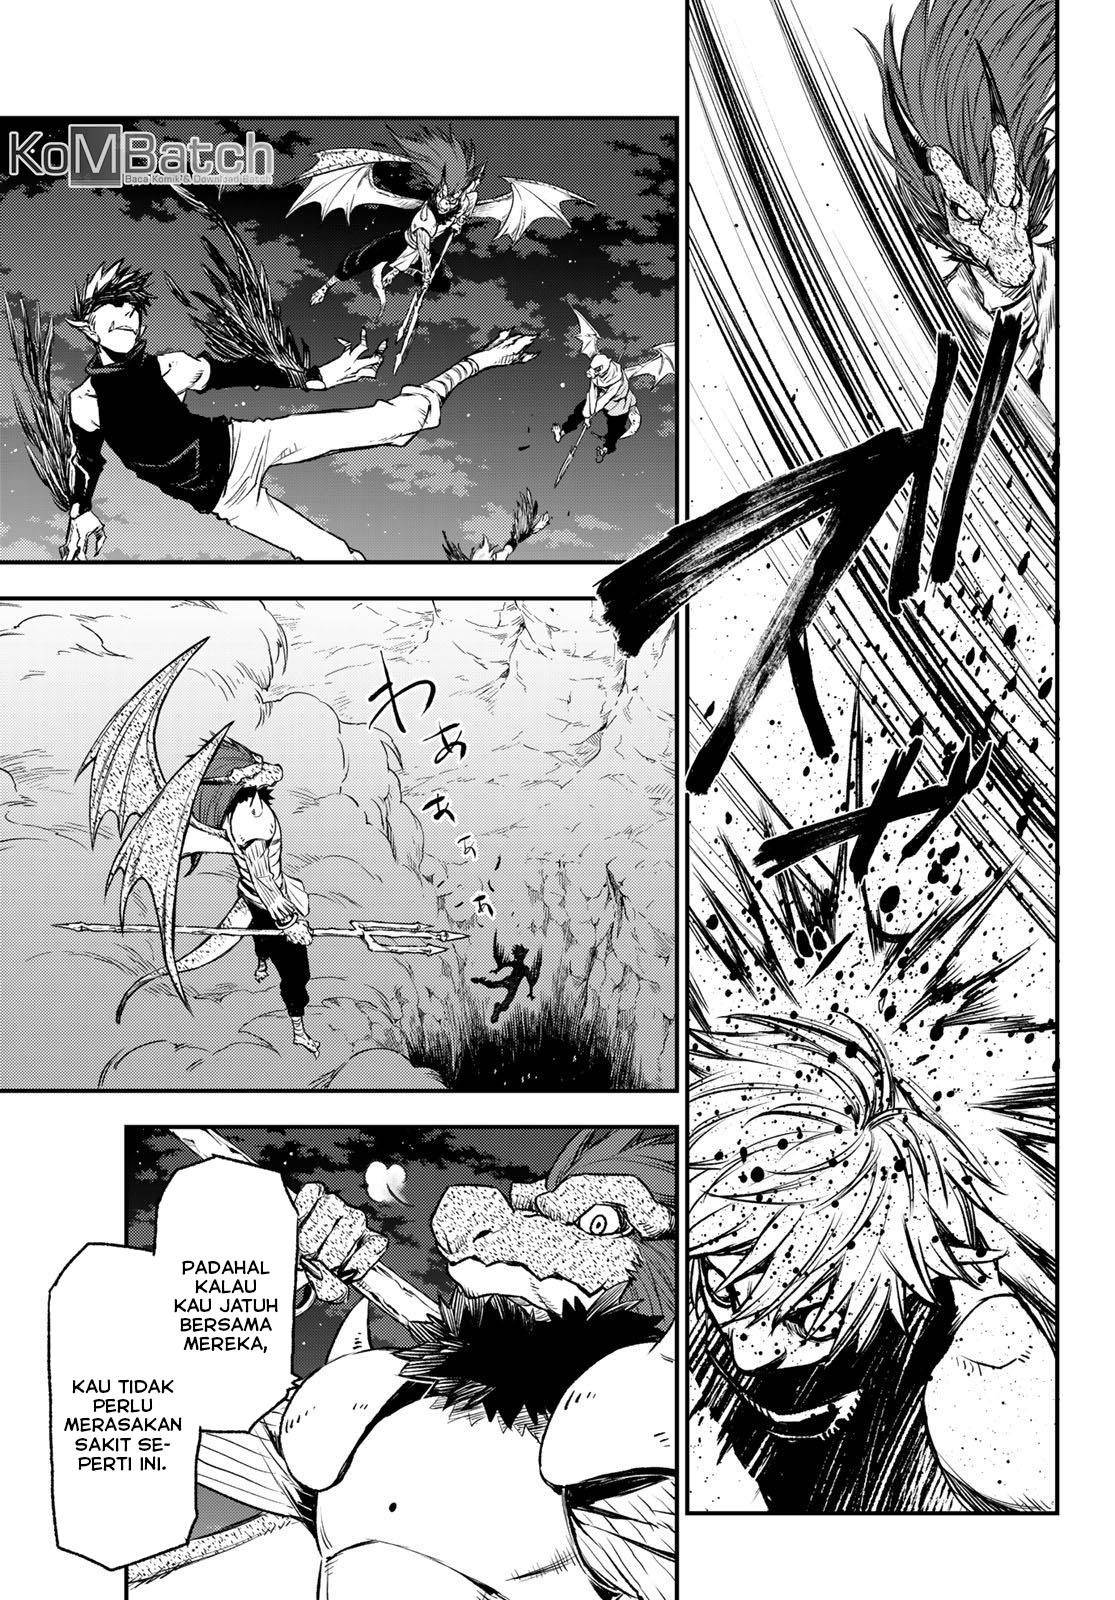 KoMBatch
Baca Komik & Download Batch
わぁ
ぁぁぁ
PADAHAL
KALAU
KAU JATUH
BERSAMA
MEREKA,
KAU TIDAK
PERLU
MERASAKAN
SAKIT SE-
PERTI INI.